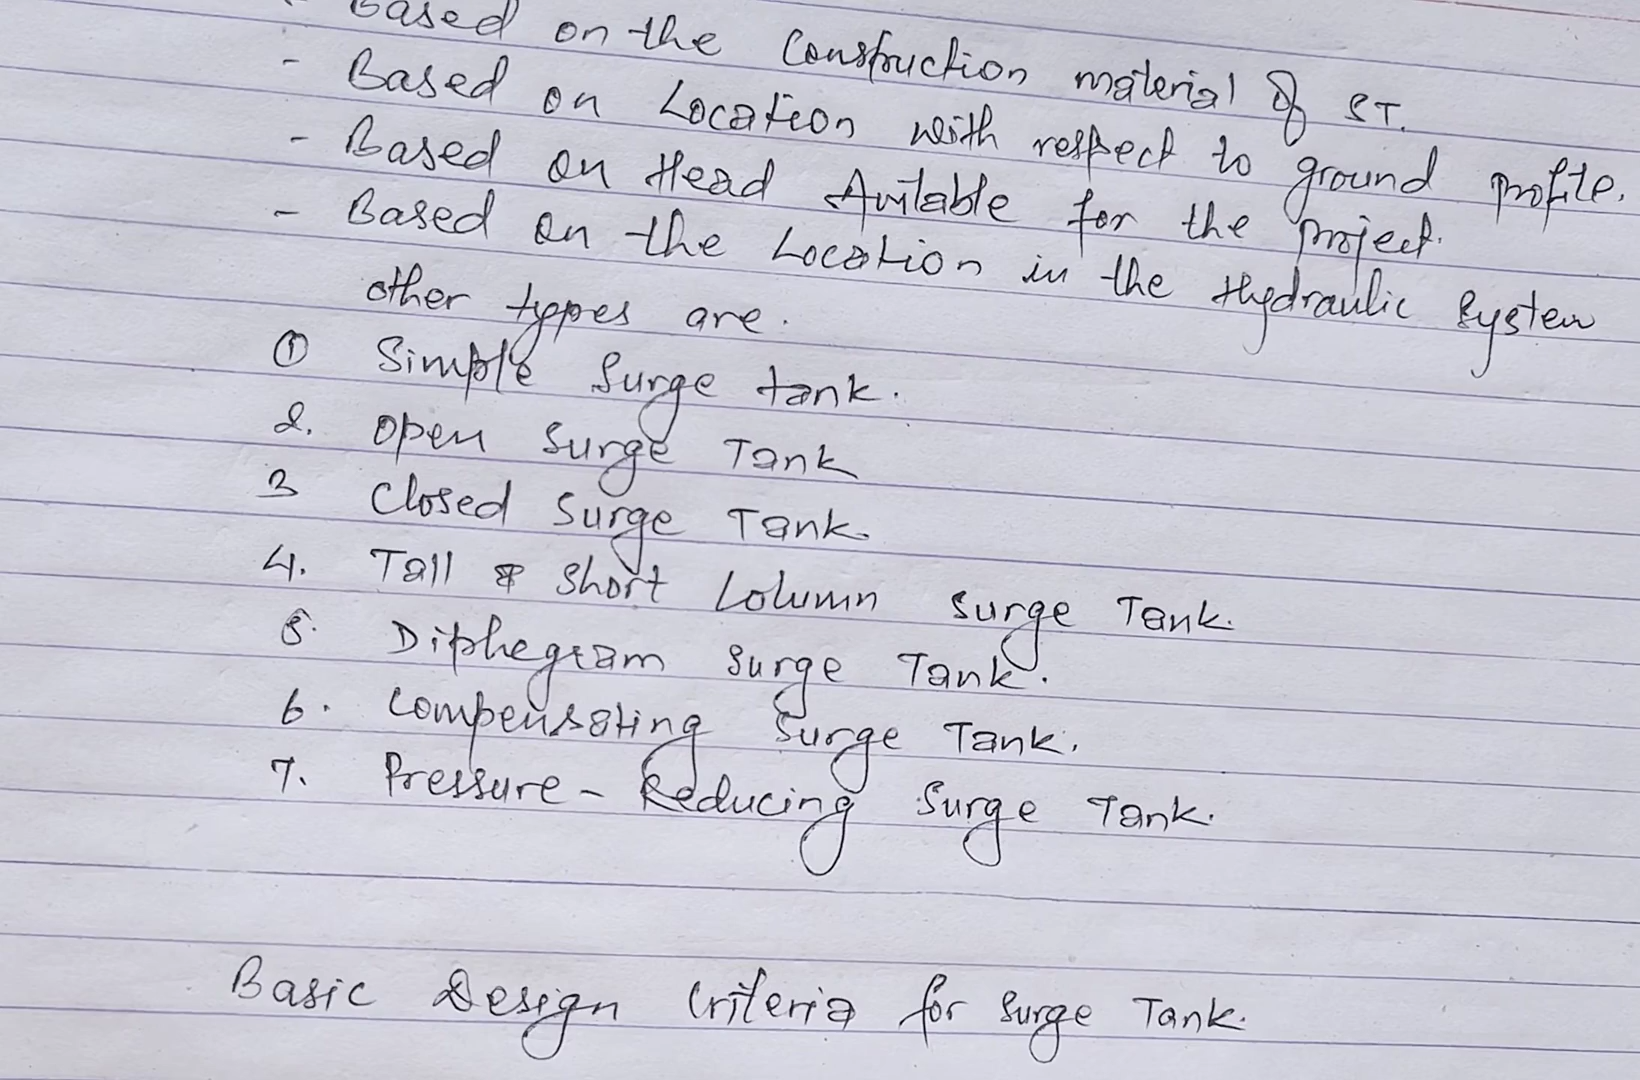 - Based on the Construction material of ST.
- Based on Location with respect to ground profile.
- Based on Head Avilable for the project.
- Based on the Location in the Hydraulic System
other types are.
① Simple Surge tank.
2. Open Surge Tank
3 Closed Surge Tank.
4. Tall & Short Column Surge Tank.
5. Diphegram Surge Tank.
6. Compensating Surge Tank.
7. Pressure - Reducing Surge Tank.
Basic Design Criteria for Surge Tank.